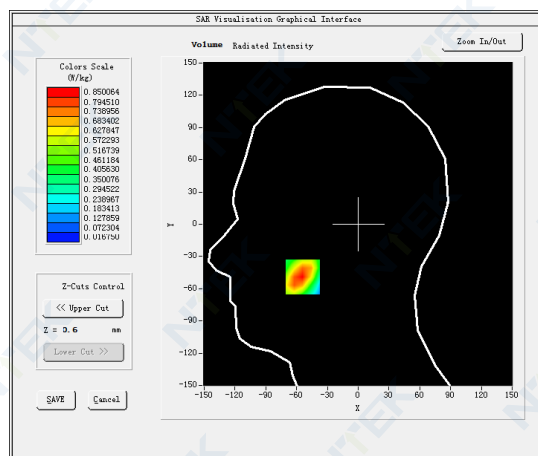 SAR Visualisation Graphical Interface
Volume Radiated Intensity
Zoom In/Out
Colors Scale
(W/kg)
0.850064
0.794510
0.738956
0.683402
0.627847
0.572293
0.516739
0.461184
0.405630
0.350076
0.294522
0.238967
0.183413
0.127859
0.072304
0.016750
Z-Cuts Control
<< Upper Cut
Z = 0.6 mm
Lower Cut >>
SAVE Cancel
150
120
90
60
30
0
-30
-60
-90
-120
-150
Y
-150 -120 -90 -60 -30 0 30 60 90 120 150
X
NTEK